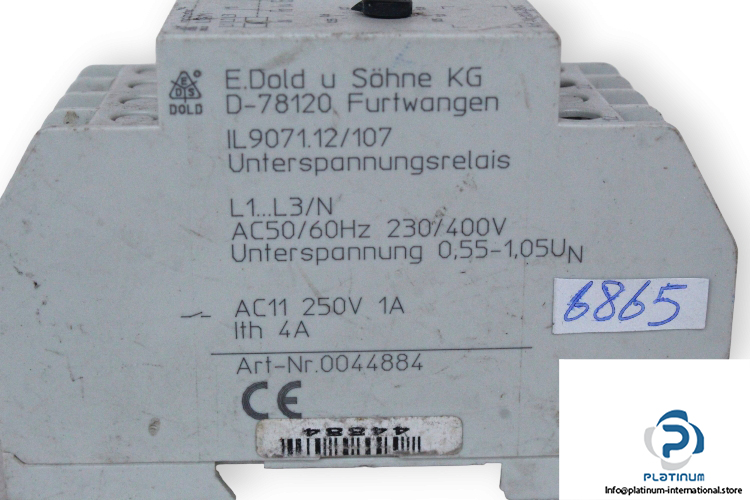 E.Dold u Söhne KG
D-78120 Furtwangen
DOLD
IL9071.12/107
Unterspannungsrelais
L1...L3/N
AC50/60Hz 230/400V
Unterspannung 0,55-1,05UN
6865
AC11 250V 1A
Ith 4A
Art-Nr.0044884
CE
44884
PLATINUM
Info@platinum-international.store